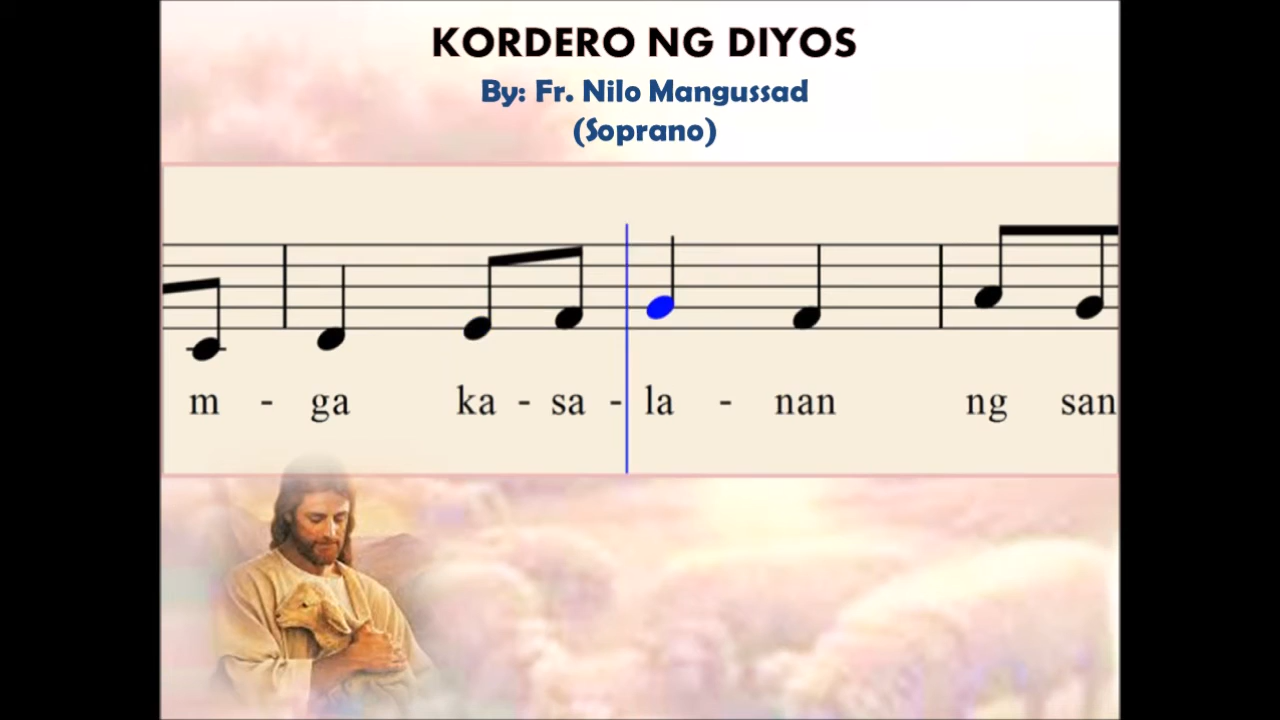 KORDERO NG DIYOS
By: Fr. Nilo Mangussad
(Soprano)
m - ga ka - sa - la - nan ng san